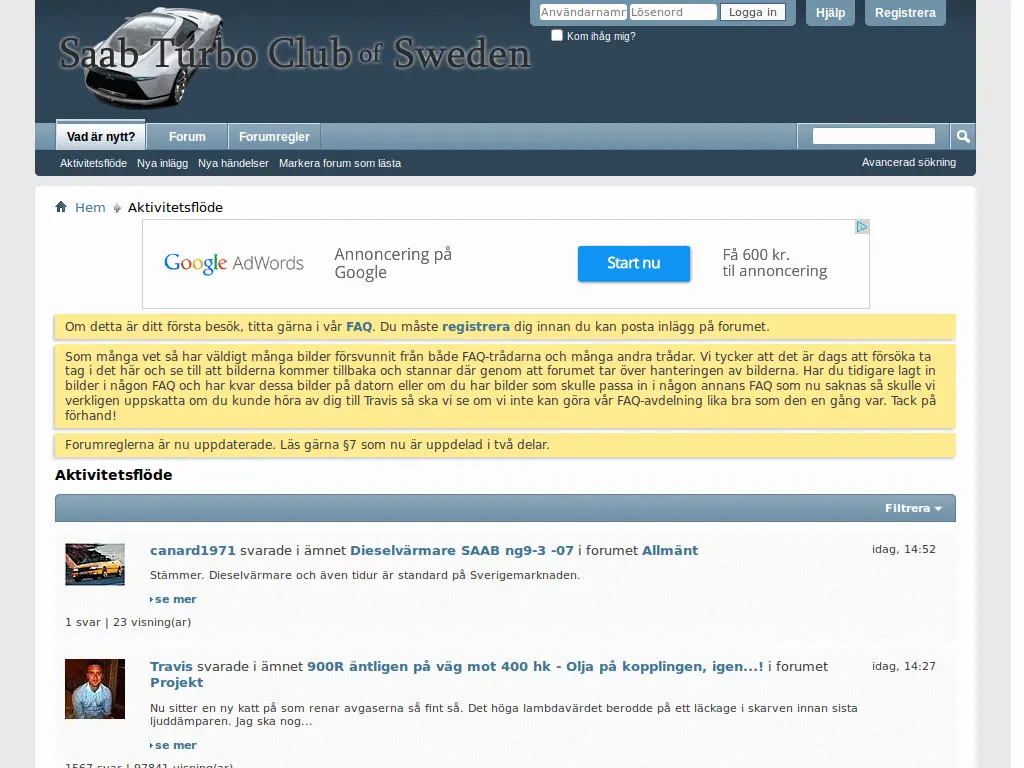 Saab Turbo Club of Sweden
Användarnamn Lösenord Logga in Hjälp Registrera
Kom ihåg mig?
Vad är nytt? Forum Forumregler
Aktivitetsflöde Nya inlägg Nya händelser Markera forum som lästa Avancerad sökning
Hem Aktivitetsflöde
Google AdWords
Annonsering på
Google
Start nu
Få 600 kr.
til annoncering
Om detta är ditt första besök, titta gärna i vår FAQ. Du måste registrera dig innan du kan posta inlägg på forumet.
Som många vet så har väldigt många bilder försvunnit från både FAQ-trådarna och många andra trådar. Vi tycker att det är dags att försöka ta
tag i det här och se till att bilderna kommer tillbaka och stannar där genom att forumet tar över hanteringen av bilderna. Har du tidigare lagt in
bilder i någon FAQ och har kvar dessa bilder på datorn eller om du har bilder som skulle passa in i någon annans FAQ som nu saknas så skulle vi
verkligen uppskatta om du kunde höra av dig till Travis så ska vi se om vi inte kan göra vår FAQ-avdelning lika bra som den en gång var. Tack på
förhand!
Forumreglerna är nu uppdaterade. Läs gärna §7 som nu är uppdelad i två delar.
Aktivitetsflöde
Filtrera
canard1971 svarade i ämnet Dieselvärmare SAAB ng9-3 -07 i forumet Allmänt idag, 14:52
Stämmer. Dieselvärmare och även tidur är standard på Sverigemarknaden.
se mer
1 svar | 23 visning(ar)
Travis svarade i ämnet 900R äntligen på väg mot 400 hk - Olja på kopplingen, igen...! i forumet idag, 14:27
Projekt
Nu sitter en ny katt på som renar avgaserna så fint så. Det höga lambdavärdet berodde på ett läckage i skarven innan sista
ljuddämparen. Jag ska nog...
se mer
1567 svar | 97841 visning(ar)